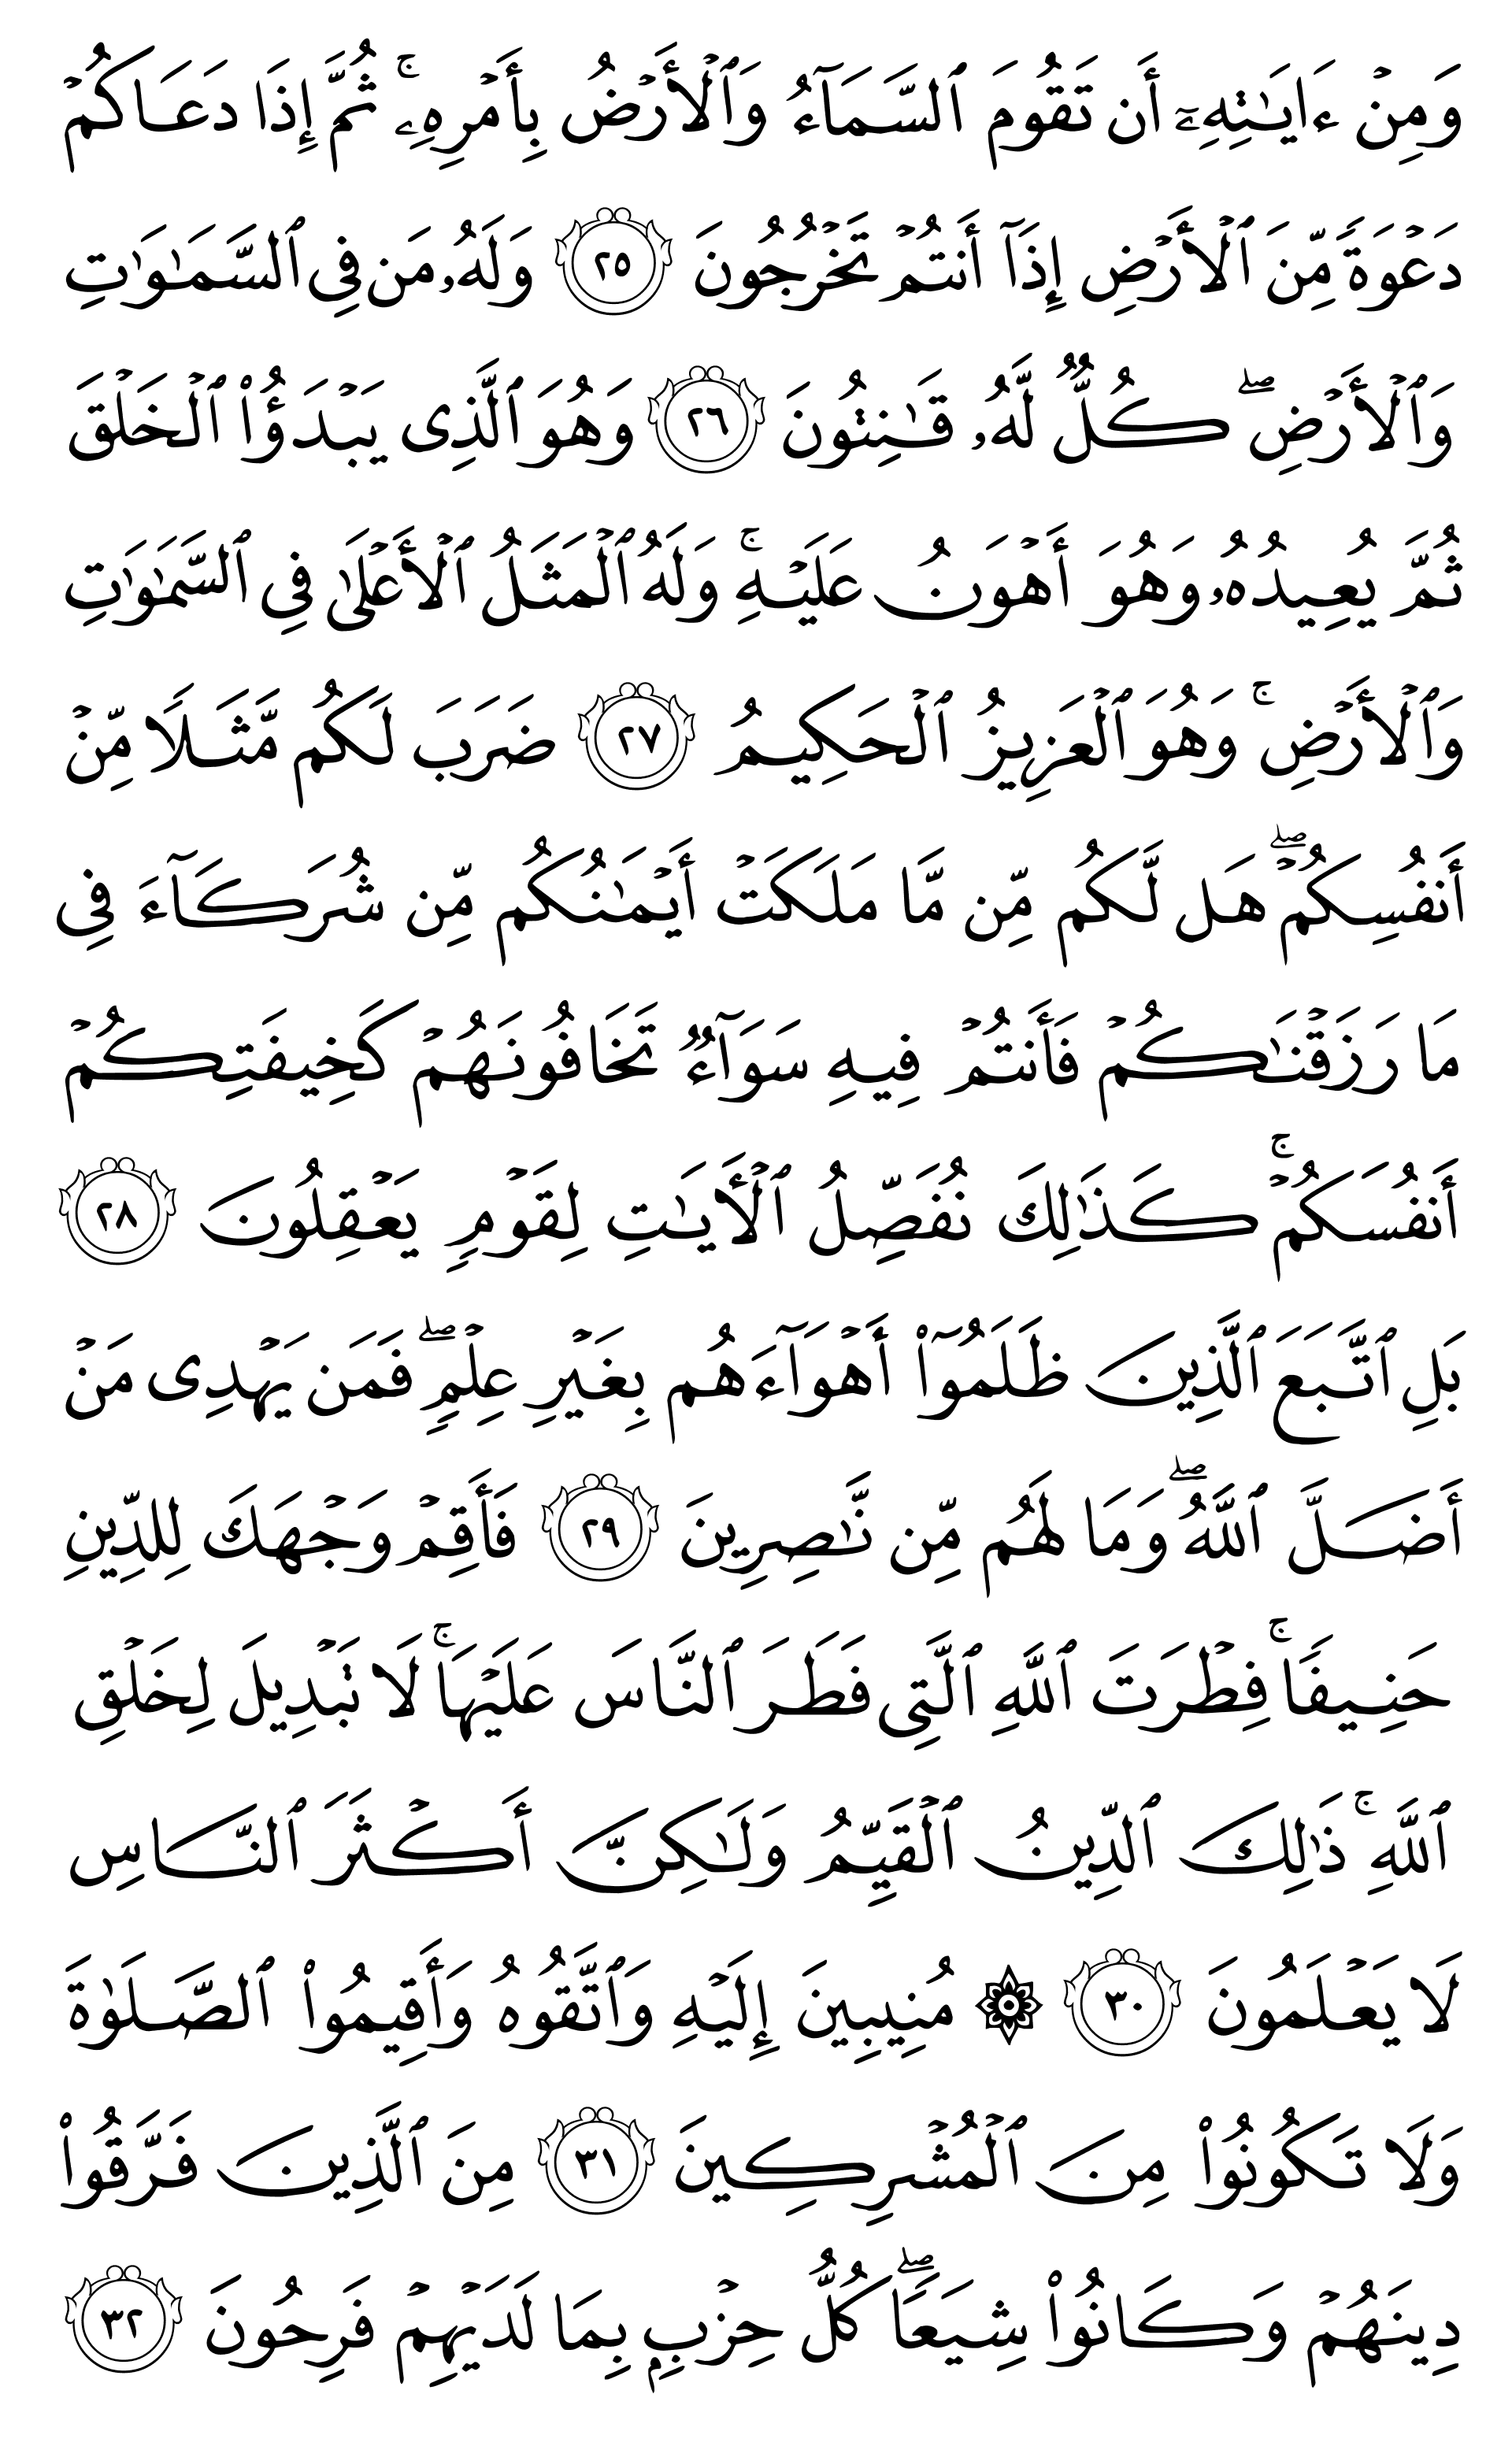 وَمِنۡ ءَايَٰتِهِۦٓ أَن تَقُومَ ٱلسَّمَآءُ وَٱلۡأَرۡضُ بِأَمۡرِهِۦۚ ثُمَّ إِذَا دَعَاكُمۡ
دَعۡوَةٗ مِّنَ ٱلۡأَرۡضِ إِذَآ أَنتُمۡ تَخۡرُجُونَ ٢٥ وَلَهُۥ مَن فِي ٱلسَّمَٰوَٰتِ
وَٱلۡأَرۡضِۖ كُلّٞ لَّهُۥ قَٰنِتُونَ ٢٦ وَهُوَ ٱلَّذِي يَبۡدَؤُاْ ٱلۡخَلۡقَ
ثُمَّ يُعِيدُهُۥ وَهُوَ أَهۡوَنُ عَلَيۡهِۚ وَلَهُ ٱلۡمَثَلُ ٱلۡأَعۡلَىٰ فِي ٱلسَّمَٰوَٰتِ
وَٱلۡأَرۡضِۚ وَهُوَ ٱلۡعَزِيزُ ٱلۡحَكِيمُ ٢٧ ضَرَبَ لَكُم مَّثَلٗا مِّنۡ
أَنفُسِكُمۡۖ هَل لَّكُم مِّن مَّا مَلَكَتۡ أَيۡمَٰنُكُم مِّن شُرَكَآءَ فِي
مَا رَزَقۡنَٰكُمۡ فَأَنتُمۡ فِيهِ سَوَآءٞ تَخَافُونَهُمۡ كَخِيفَتِكُمۡ
أَنفُسَكُمۡۚ كَذَٰلِكَ نُفَصِّلُ ٱلۡأٓيَٰتِ لِقَوۡمٖ يَعۡقِلُونَ ٢٨
بَلِ ٱتَّبَعَ ٱلَّذِينَ ظَلَمُوٓاْ أَهۡوَآءَهُم بِغَيۡرِ عِلۡمٖۖ فَمَن يَهۡدِي مَنۡ
أَضَلَّ ٱللَّهُۖ وَمَا لَهُم مِّن نَّٰصِرِينَ ٢٩ فَأَقِمۡ وَجۡهَكَ لِلدِّينِ
حَنِيفٗاۚ فِطۡرَتَ ٱللَّهِ ٱلَّتِي فَطَرَ ٱلنَّاسَ عَلَيۡهَاۚ لَا تَبۡدِيلَ لِخَلۡقِ
ٱللَّهِۚ ذَٰلِكَ ٱلدِّينُ ٱلۡقَيِّمُ وَلَٰكِنَّ أَكۡثَرَ ٱلنَّاسِ
لَا يَعۡلَمُونَ ٣٠ ۞ مُنِيبِينَ إِلَيۡهِ وَٱتَّقُوهُ وَأَقِيمُواْ ٱلصَّلَوٰةَ
وَلَا تَكُونُواْ مِنَ ٱلۡمُشۡرِكِينَ ٣١ مِنَ ٱلَّذِينَ فَرَّقُواْ
دِينَهُمۡ وَكَانُواْ شِيَعٗاۖ كُلُّ حِزۡبِۭ بِمَا لَدَيۡهِمۡ فَرِحُونَ ٣٢